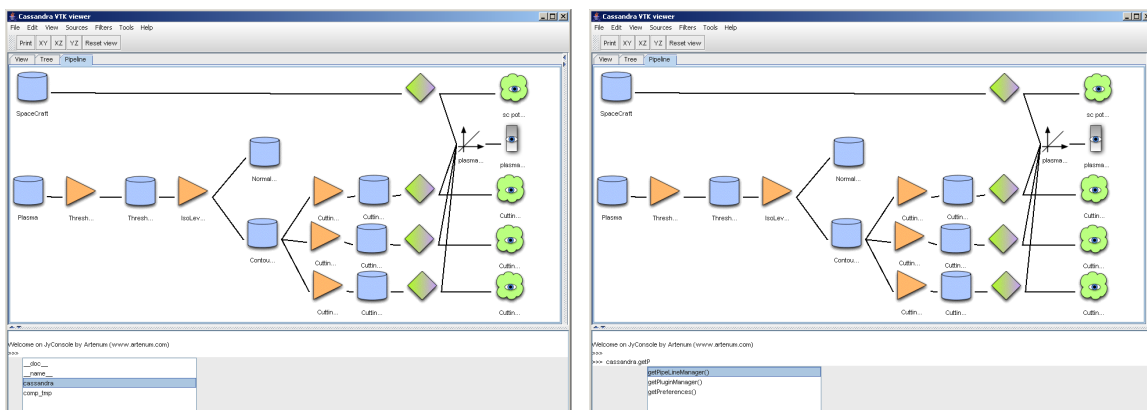 Cassandra VTK viewer
File Edit View Sources Filters Tools Help
Print XY XZ YZ Reset view
View Tree Pipeline
SpaceCraft
sc pot...
Normal...
plasma...
plasma...
Plasma
Thresh...
Thresh...
IsoLev...
Cuttin...
Cuttin...
Cuttin...
Contou...
Cuttin...
Cuttin...
Cuttin...
Cuttin...
Cuttin...
Cuttin...
Welcome on JyConsole by Artenum (www.artenum.com)
>>>
__doc__
__name__
cassandra
comp_tmp
Cassandra VTK viewer
File Edit View Sources Filters Tools Help
Print XY XZ YZ Reset view
View Tree Pipeline
SpaceCraft
sc pot...
Normal...
plasma...
plasma...
Plasma
Thresh...
Thresh...
IsoLev...
Cuttin...
Cuttin...
Cuttin...
Contou...
Cuttin...
Cuttin...
Cuttin...
Cuttin...
Cuttin...
Cuttin...
Welcome on JyConsole by Artenum (www.artenum.com)
>>>
>>> cassandra.getP
getPipeLineManager()
getPluginManager()
getPreferences()